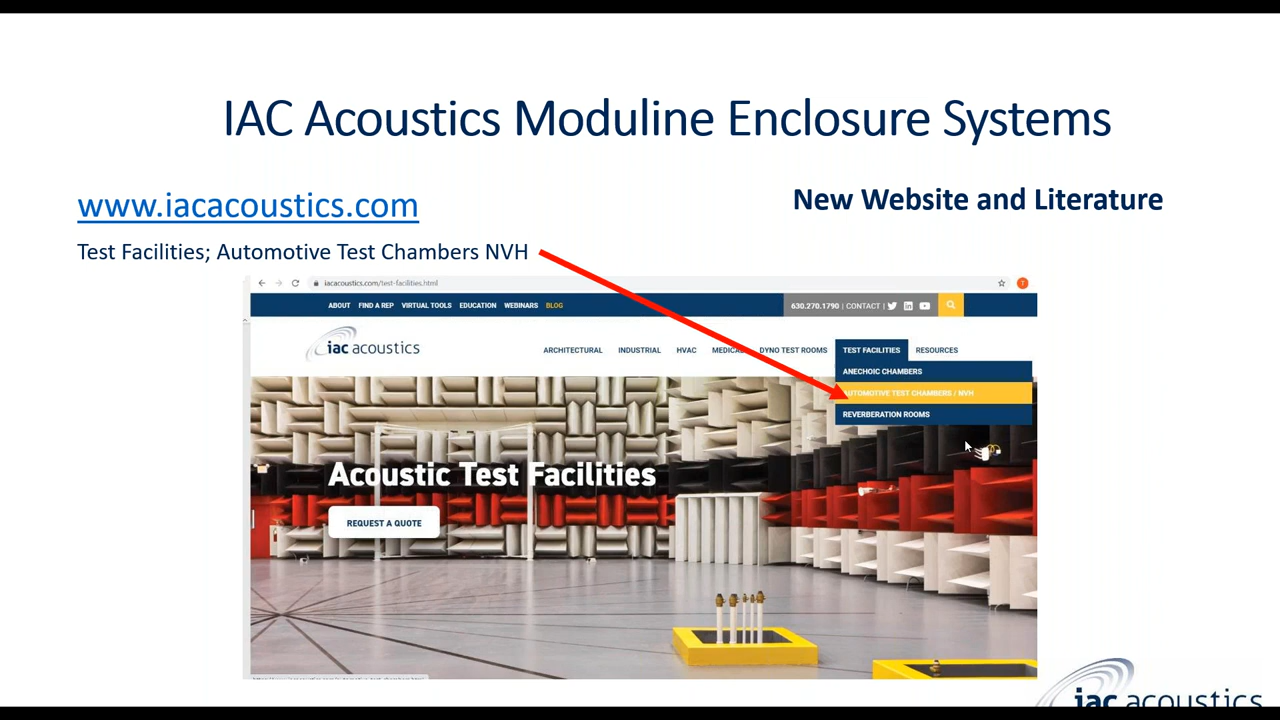 IAC Acoustics Moduline Enclosure Systems
www.iacacoustics.com
New Website and Literature
Test Facilities; Automotive Test Chambers NVH
iacacoustics.com/test-facilities.html
ABOUT FIND A REP VIRTUAL TOOLS EDUCATION WEBINARS BLOG
630.270.1790 | CONTACT |
iac acoustics
ARCHITECTURAL INDUSTRIAL HVAC MEDICAL DYNO TEST ROOMS TEST FACILITIES RESOURCES
ANECHOIC CHAMBERS
AUTOMOTIVE TEST CHAMBERS / NVH
REVERBERATION ROOMS
Acoustic Test Facilities
REQUEST A QUOTE
iac acoustics